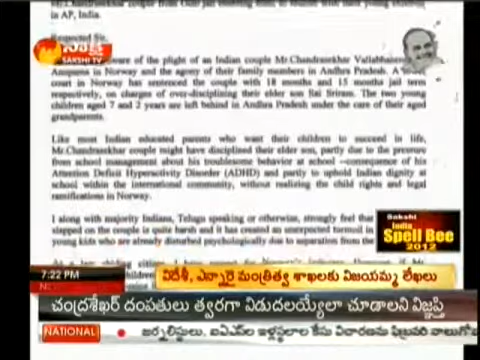 in AP, India.
Respected Sir,
సాక్షి
SAKSHI TV
aware of the plight of an Indian couple Mr.Chandrasekhar Vallabhaneni
Anupama in Norway and the agony of their family members in Andhra Pradesh. A
court in Norway has sentenced the couple with 18 months and 15 months jail term
respectively, on charges of over-disciplining their elder son Sai Sriram. The two young
children aged 7 and 2 years are left behind in Andhra Pradesh under the care of their aged
grandparents.
Like most Indian educated parents who want their children to succeed in life,
Mr.Chandrasekhar couple might have disciplined their elder son, partly due to the pressure
from school management about his troublesome behavior at school –consequence of his
Attention Deficit Hyperactivity Disorder (ADHD) and partly to uphold Indian dignity at
school within the international community, without realizing the child rights and legal
ramifications in Norway.
I along with majority Indians, Telugu speaking or otherwise, strongly feel that
slapped on the couple is quite harsh and it has created an unexpected turmoil in
young kids who are already disturbed psychologically due to separation from the
Sakshi
India
Spell Bee
2012
7:22 PM
విదేశీ, ఎన్నారై మంత్రిత్వ శాఖలకు విజయమ్మ లేఖలు
చంద్రశేఖర్ దంపతులు త్వరగా విడుదలయ్యేలా చూడాలని విజ్ఞప్తి
NATIONAL
జర్నలిస్టులు. ఐఏఎస్‌ల ఇళ్లస్థలాల కేసు విచారణను ఫిబ్రవరి నాలుగో